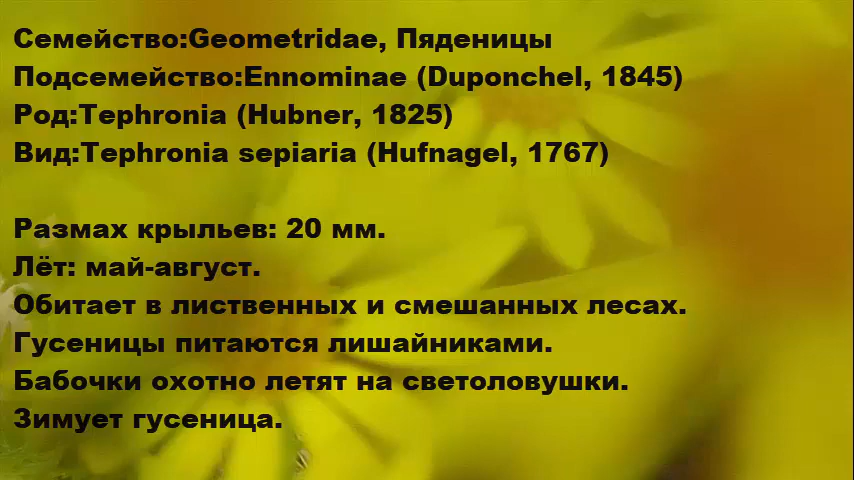 Семейство:Geometridae, Пяденицы
Подсемейство:Ennominae (Duponchel, 1845)
Род:Tephronia (Hubner, 1825)
Вид:Tephronia sepiaria (Hufnagel, 1767)
Размах крыльев: 20 мм.
Лёт: май-август.
Обитает в лиственных и смешанных лесах.
Гусеницы питаются лишайниками.
Бабочки охотно летят на светоловушки.
Зимует гусеница.